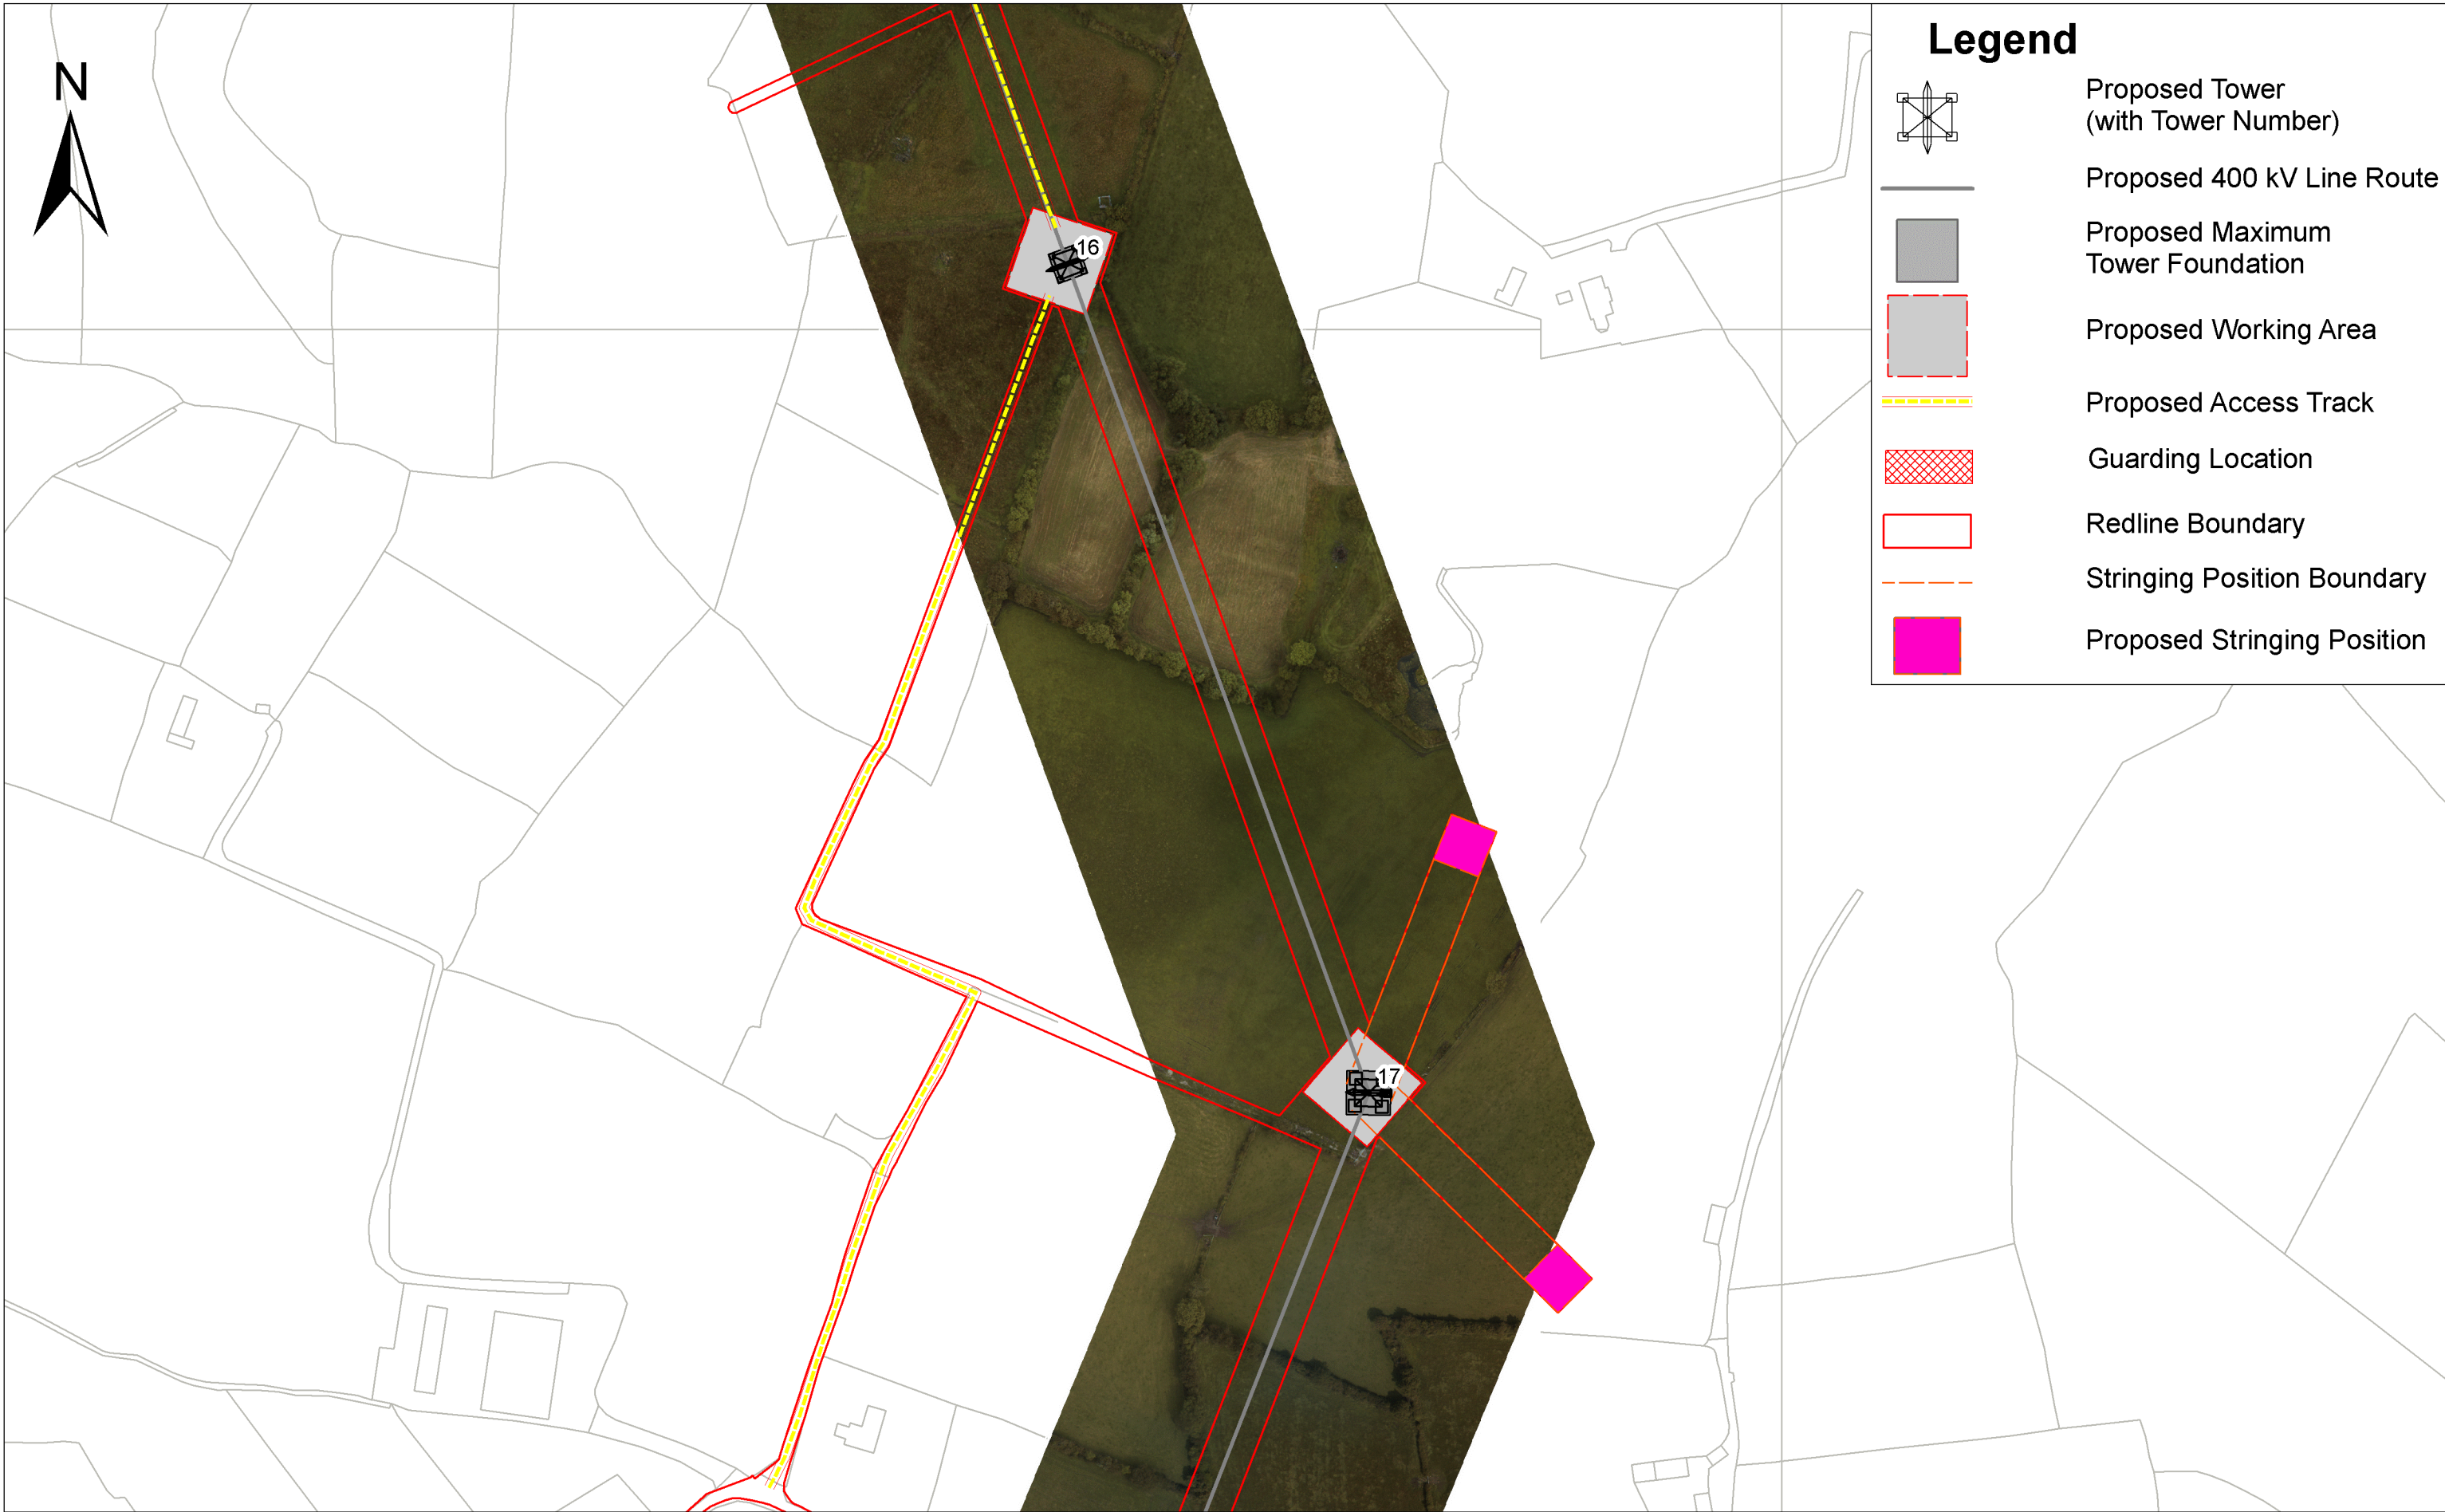 N
16
17
Legend
Proposed Tower
(with Tower Number)
Proposed 400 kV Line Route
Proposed Maximum
Tower Foundation
Proposed Working Area
Proposed Access Track
Guarding Location
Redline Boundary
Stringing Position Boundary
Proposed Stringing Position